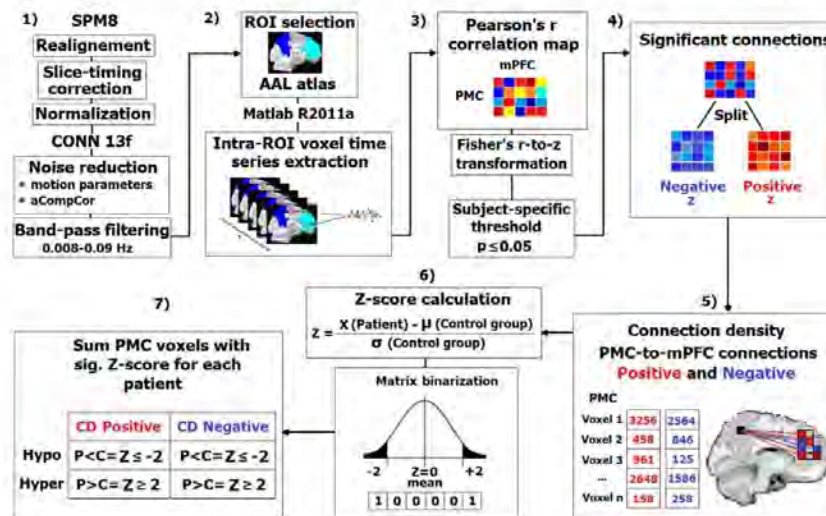 1)
SPM8
Realignement
Slice-timing
correction
Normalization
CONN 13f
Noise reduction
motion parameters
aCompCor
Band-pass filtering
0.008-0.09 Hz
2)
ROI selection
AAL atlas
Matlab R2011a
Intra-ROI voxel time
series extraction
3)
Pearson's r
correlation map
mPFC
PMC
Fisher's r-to-z
transformation
Subject-specific
threshold
p≤0.05
4)
Significant connections
Split
Negative
z
Positive
z
5)
Connection density
PMC-to-mPFC connections
Positive and Negative
PMC
Voxel 1 3256 2564
Voxel 2 458 846
Voxel 3 961 125
... 2648 1586
Voxel n 158 258
6)
Z-score calculation
z = X (Patient) - μ (Control group)
σ (Control group)
Matrix binarization
-2 Z=0 +2
mean
1 0 0 0 0 1
7)
Sum PMC voxels with
sig. Z-score for each
patient
CD Positive CD Negative
Hypo P<C=Z ≤ -2 P<C=Z ≤ -2
Hyper P>C=Z ≥ 2 P>C=Z ≥ 2